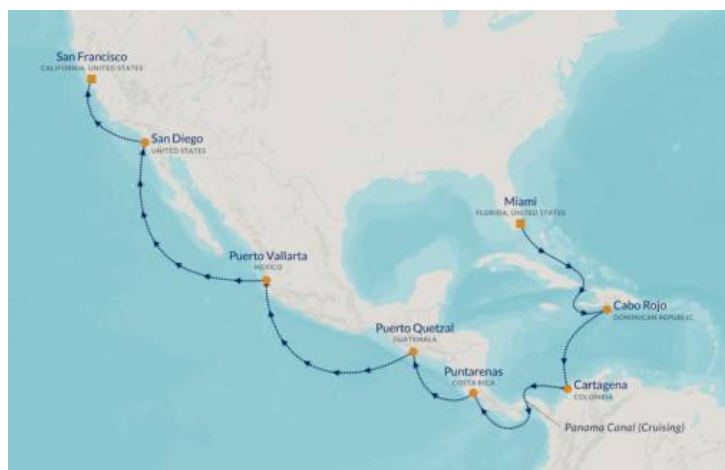 San Francisco
CALIFORNIA, UNITED STATES
San Diego
UNITED STATES
Miami
FLORIDA, UNITED STATES
Puerto Vallarta
MEXICO
Cabo Rojo
DOMINICAN REPUBLIC
Puerto Quetzal
GUATEMALA
Puntarenas
COSTA RICA
Cartagena
COLOMBIA
Panama Canal (Cruising)